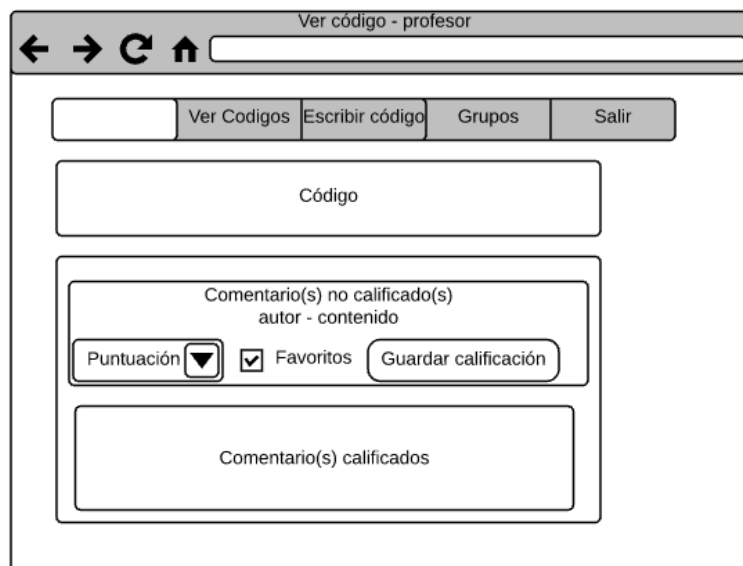 Ver código - profesor
Ver Codigos
Escribir código
Grupos
Salir
Código
Comentario(s) no calificado(s)
autor - contenido
Puntuación
Favoritos
Guardar calificación
Comentario(s) calificados